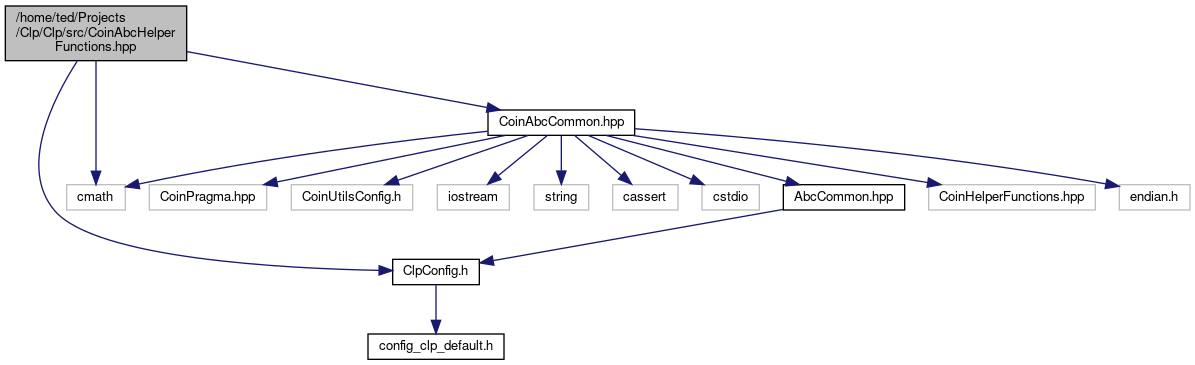 /home/ted/Projects
/Clp/Clp/src/CoinAbcHelper
Functions.hpp
CoinAbcCommon.hpp
cmath
CoinPragma.hpp
CoinUtilsConfig.h
iostream
string
cassert
cstdio
AbcCommon.hpp
CoinHelperFunctions.hpp
endian.h
ClpConfig.h
config_clp_default.h